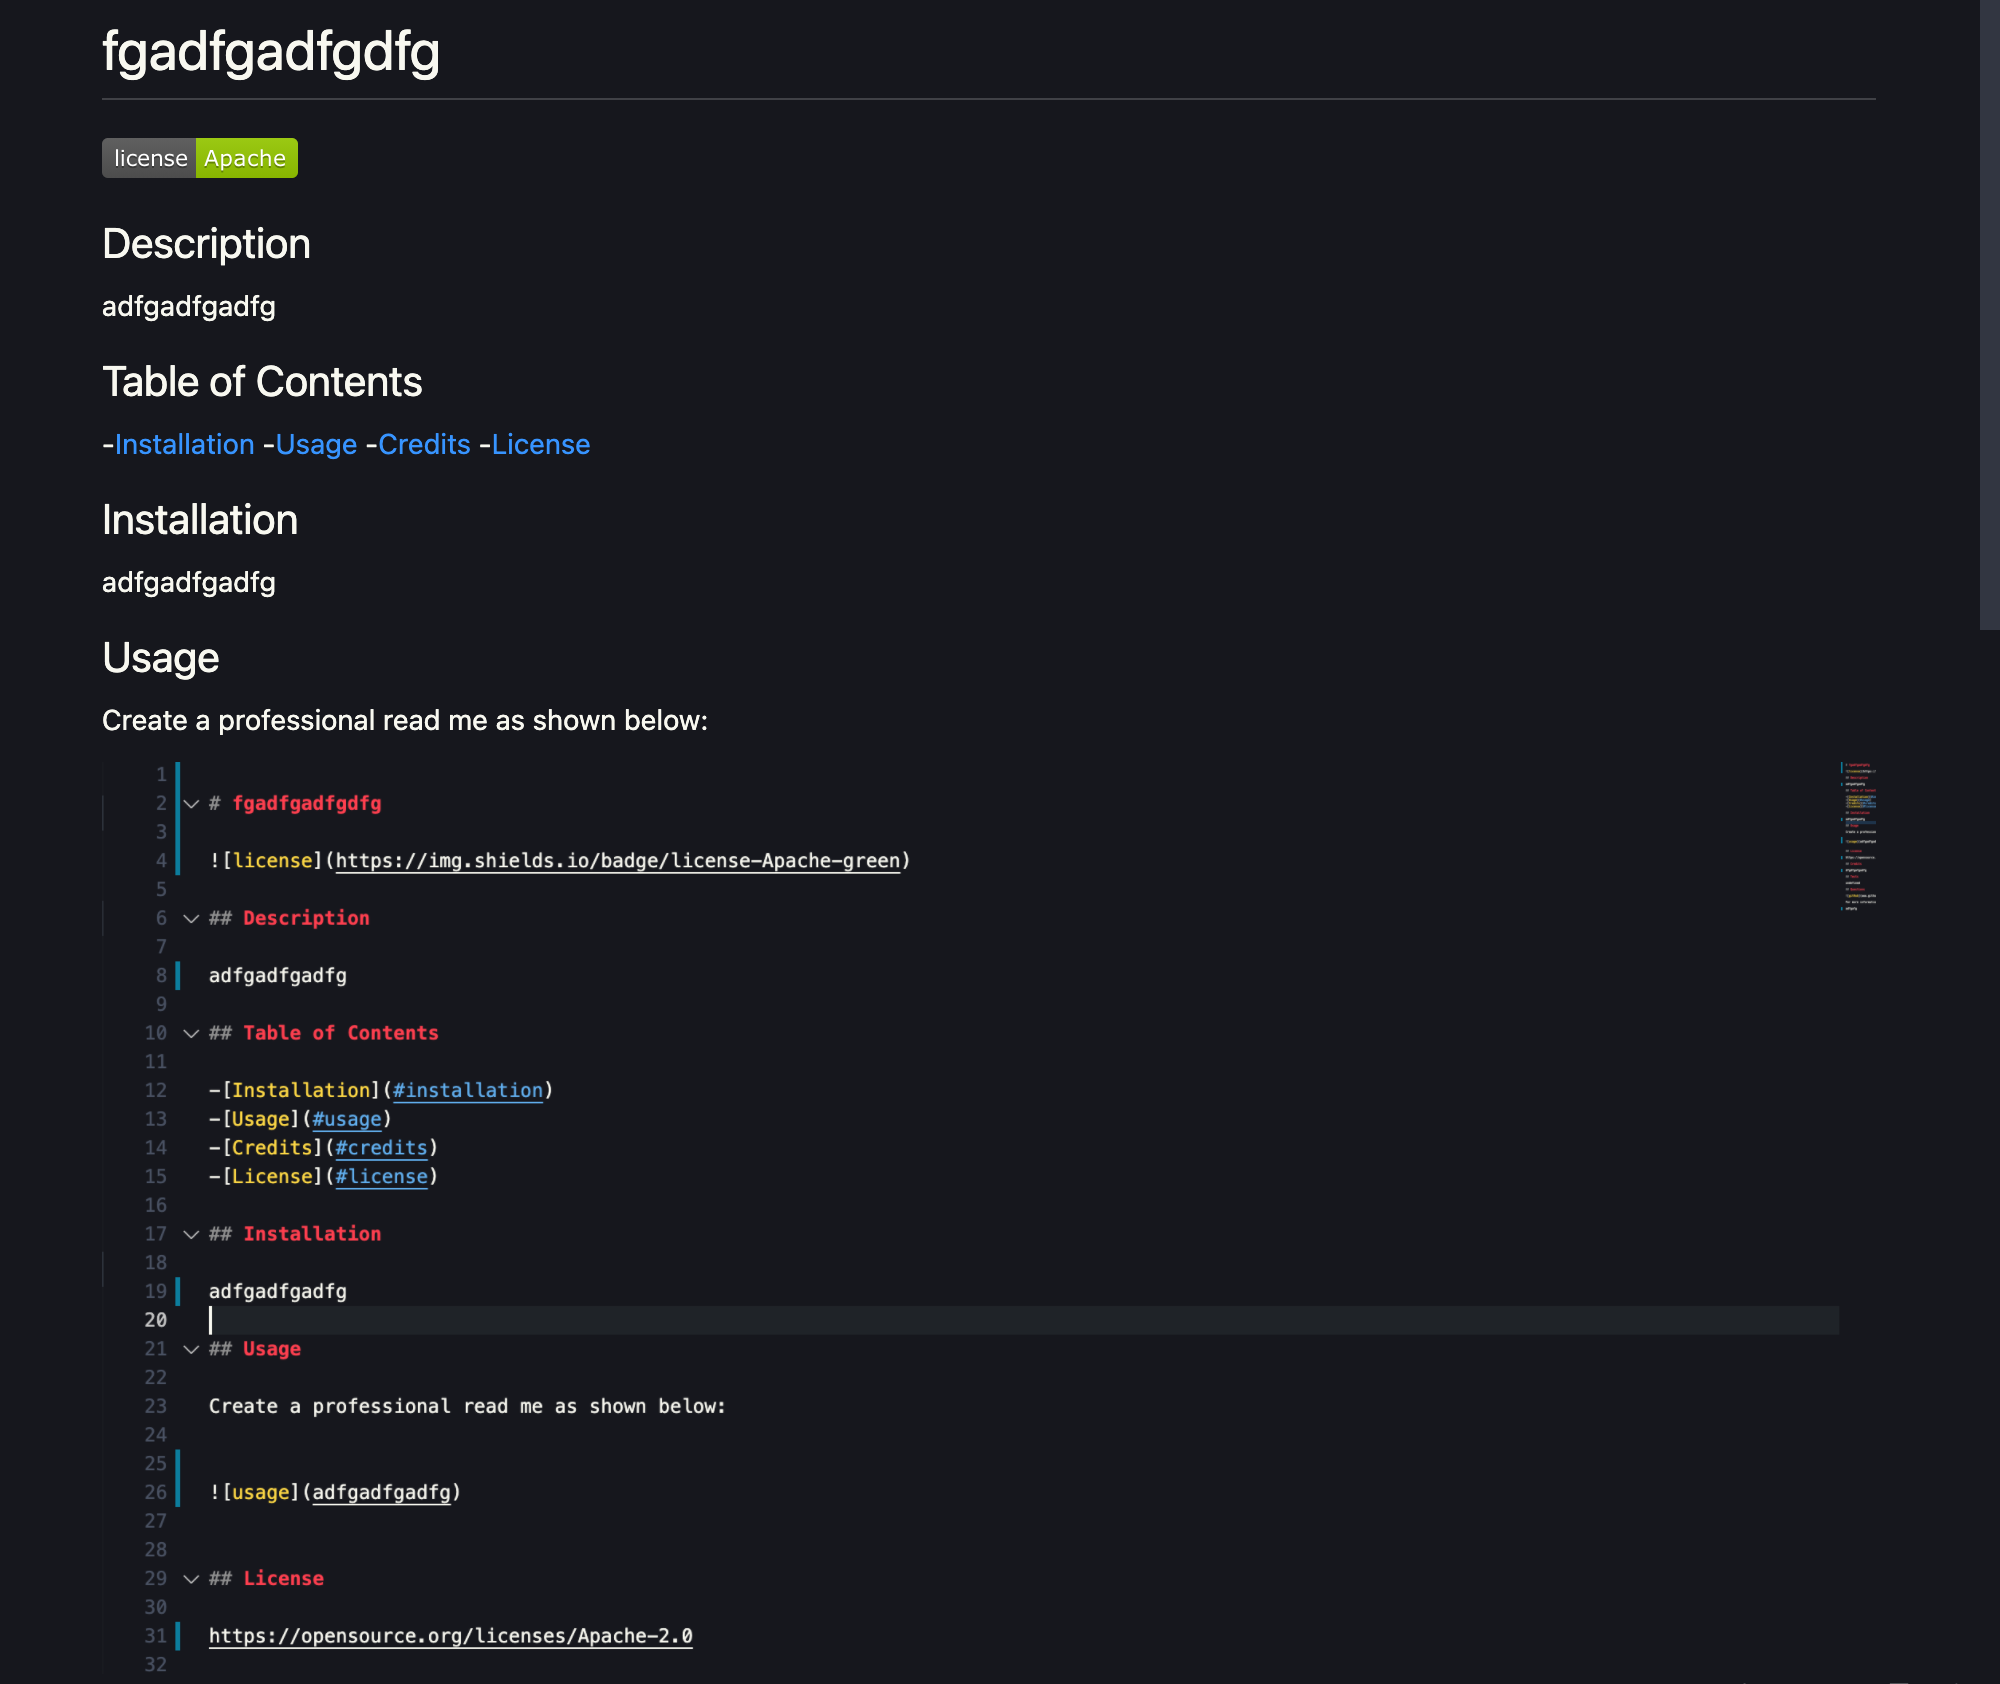 fgadfgadfgdfg
license Apache
Description
adfgadfgadfg
Table of Contents
-Installation -Usage -Credits -License
Installation
adfgadfgadfg
Usage
Create a professional read me as shown below:
1
2 # fgadfgadfgdfg
3
4 ![license](https://img.shields.io/badge/license-Apache-green)
5
6 ## Description
7
8 adfgadfgadfg
9
10 ## Table of Contents
11
12 -[Installation](#installation)
13 -[Usage](#usage)
14 -[Credits](#credits)
15 -[License](#license)
16
17 ## Installation
18
19 adfgadfgadfg
20
21 ## Usage
22
23 Create a professional read me as shown below:
24
25
26 ![usage](adfgadfgadfg)
27
28
29 ## License
30
31 https://opensource.org/licenses/Apache-2.0
32